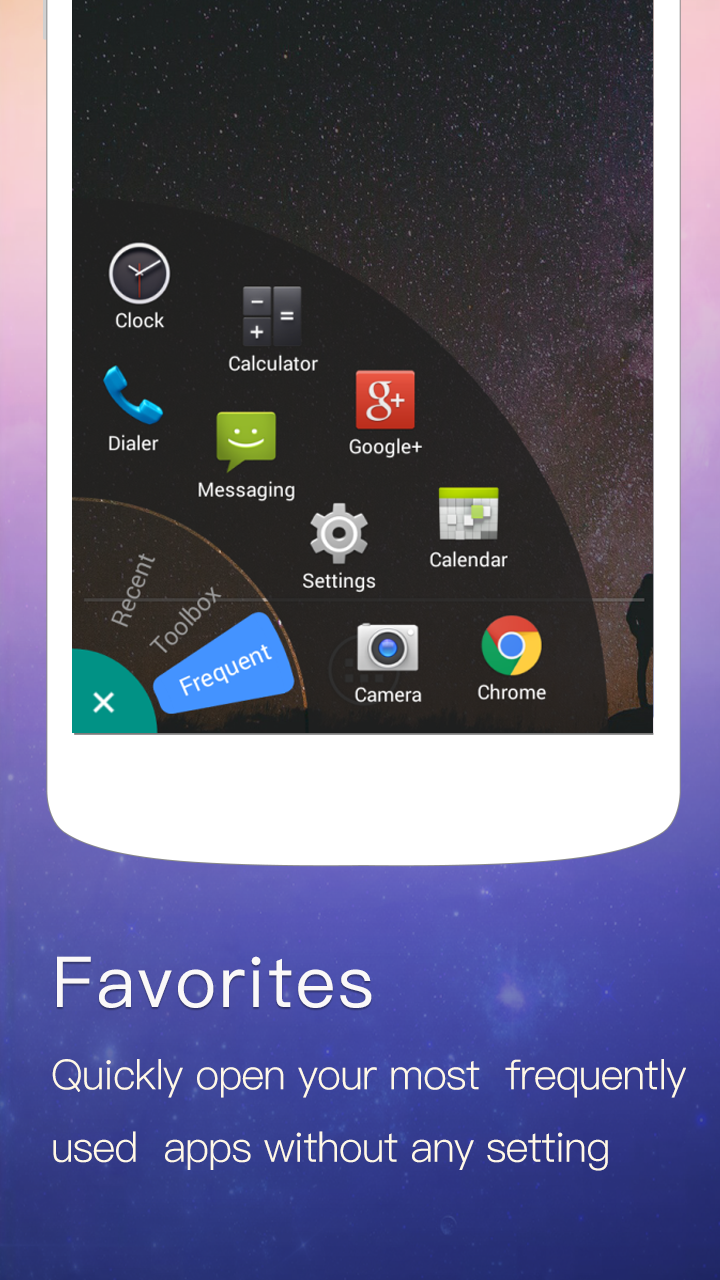 Clock
Calculator
Dialer
Google+
Messaging
Calendar
Settings
Recent
Toolbox
Frequent
Camera
Chrome
Favorites
Quickly open your most frequently
used apps without any setting